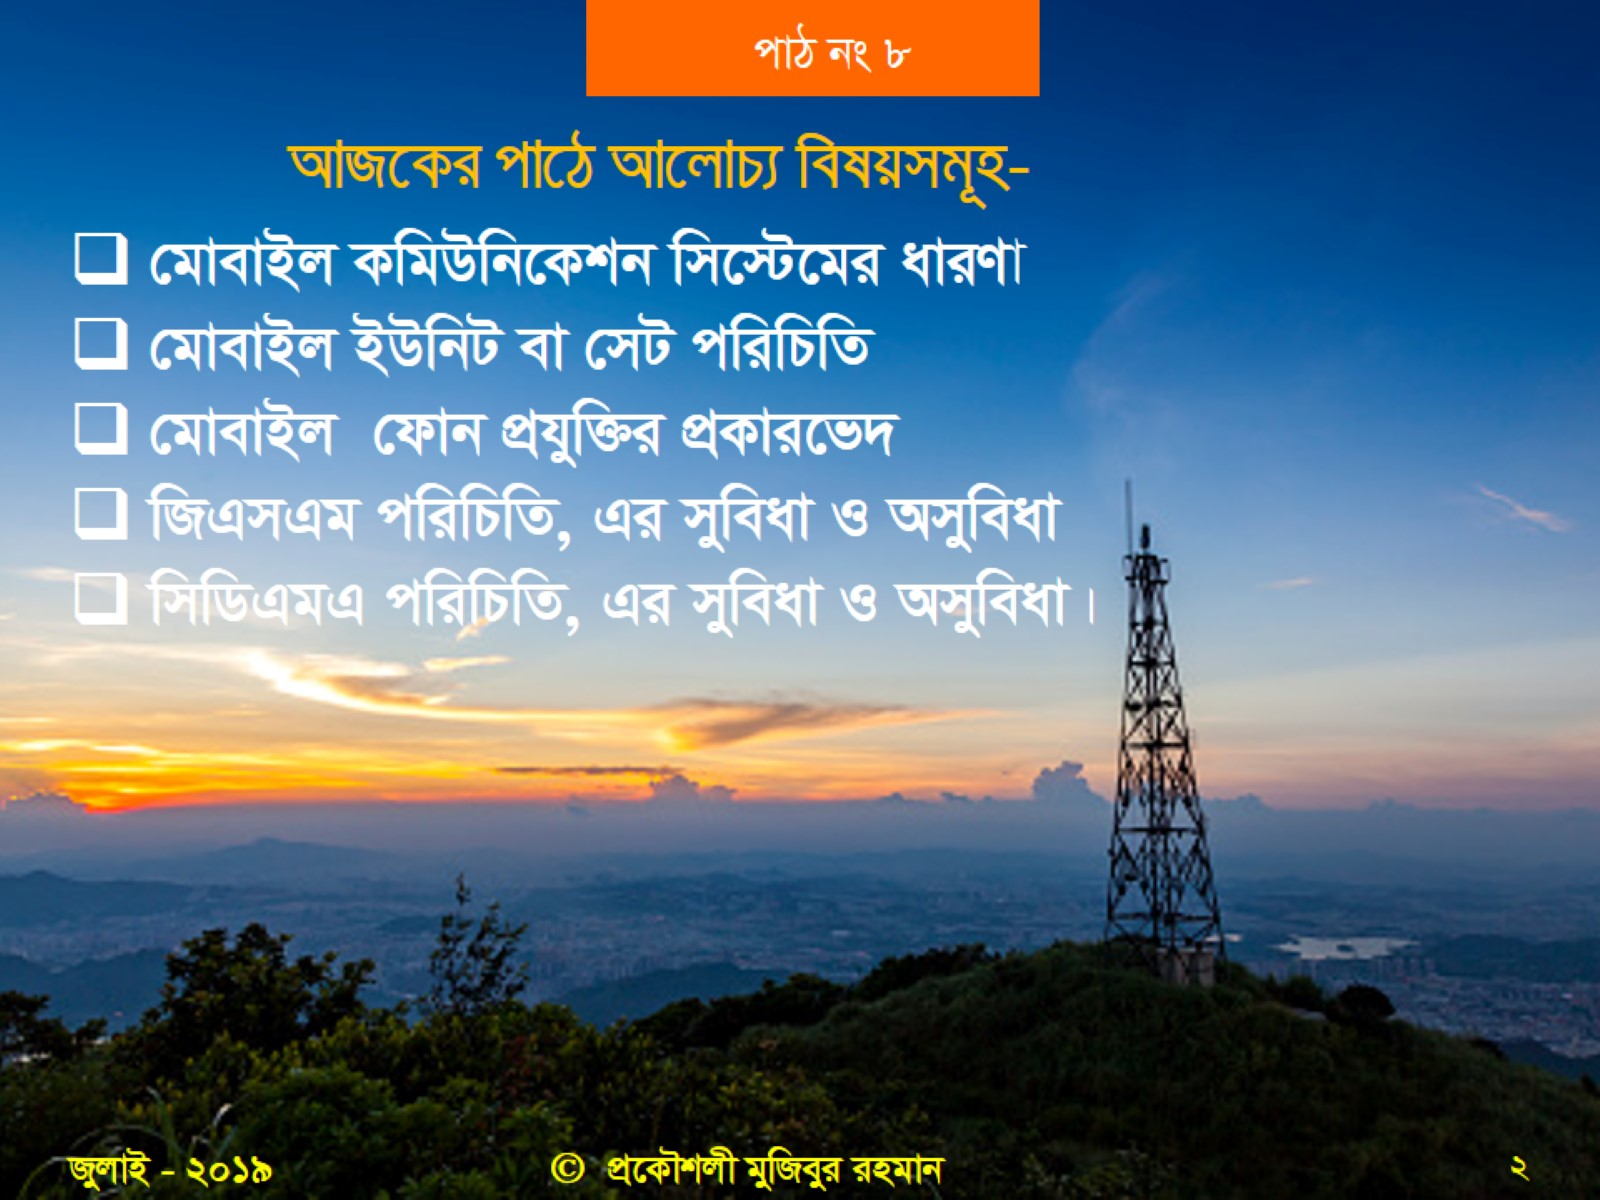 পাঠ নং ৮
আজকের পাঠে আলোচ্য বিষয়সমূহ-
❑ মোবাইল কমিউনিকেশন সিস্টেমের ধারণা
❑ মোবাইল ইউনিট বা সেট পরিচিতি
❑ মোবাইল ফোন প্রযুক্তির প্রকারভেদ
❑ জিএসএম পরিচিতি, এর সুবিধা ও অসুবিধা
❑ সিডিএমএ পরিচিতি, এর সুবিধা ও অসুবিধা।
জুলাই - ২০১৯ © প্রকৌশলী মুজিবুর রহমান ২